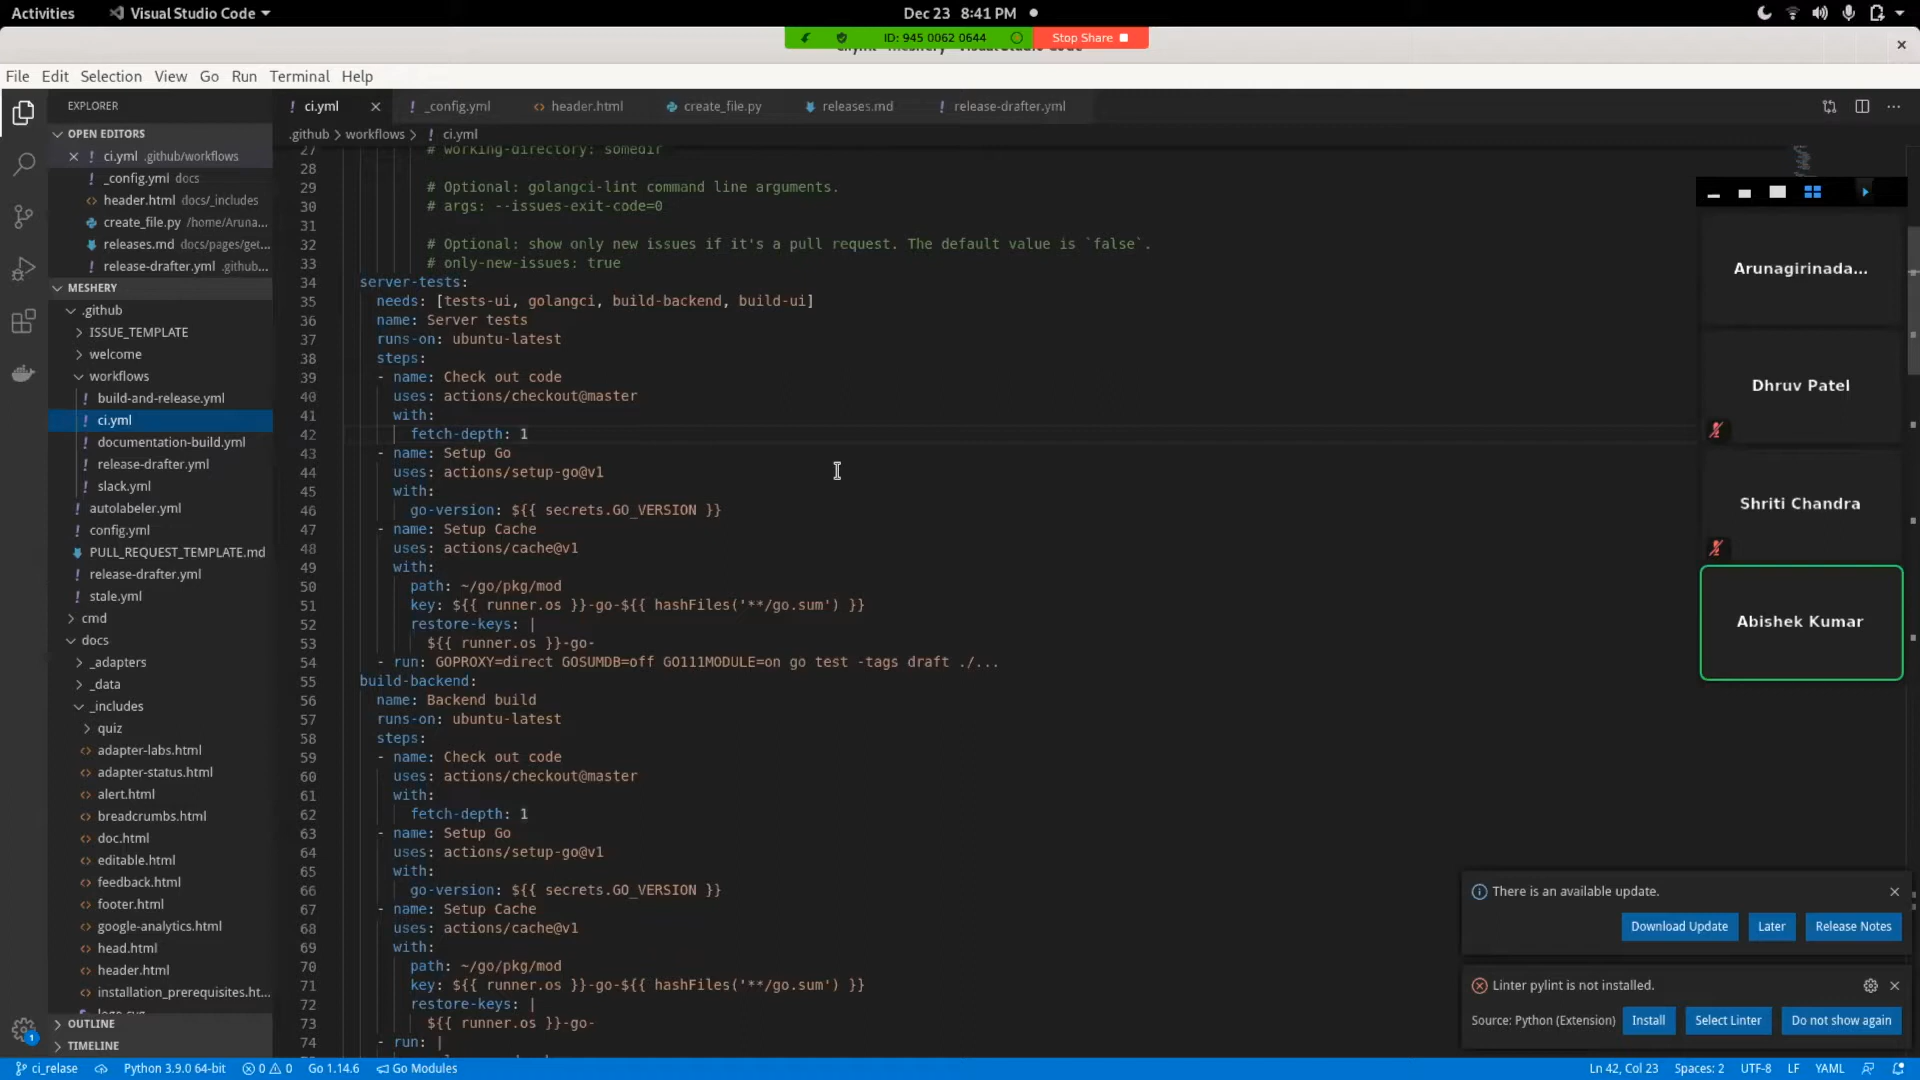 Activities
Visual Studio Code
Dec 23 8:41 PM
ID: 945 0062 0644
Stop Share
File Edit Selection View Go Run Terminal Help
EXPLORER
OPEN EDITORS
ci.yml .github/workflows
_config.yml docs
header.html docs/_includes
create_file.py /home/Aruna...
releases.md docs/pages/get...
release-drafter.yml .github...
MESHERY
.github
ISSUE_TEMPLATE
welcome
workflows
build-and-release.yml
ci.yml
documentation-build.yml
release-drafter.yml
slack.yml
autolabeler.yml
config.yml
PULL_REQUEST_TEMPLATE.md
release-drafter.yml
stale.yml
cmd
docs
_adapters
_data
_includes
quiz
adapter-labs.html
adapter-status.html
alert.html
breadcrumbs.html
doc.html
editable.html
feedback.html
footer.html
google-analytics.html
head.html
header.html
installation_prerequisites.ht...
OUTLINE
TIMELINE
ci.yml
_config.yml
header.html
create_file.py
releases.md
release-drafter.yml
.github > workflows > ! ci.yml
27 # working-directory: somedir
28
29 # Optional: golangci-lint command line arguments.
30 # args: --issues-exit-code=0
31
32 # Optional: show only new issues if it's a pull request. The default value is `false`.
33 # only-new-issues: true
34 server-tests:
35 needs: [tests-ui, golangci, build-backend, build-ui]
36 name: Server tests
37 runs-on: ubuntu-latest
38 steps:
39 - name: Check out code
40 uses: actions/checkout@master
41 with:
42 fetch-depth: 1
43 - name: Setup Go
44 uses: actions/setup-go@v1
45 with:
46 go-version: ${{ secrets.GO_VERSION }}
47 - name: Setup Cache
48 uses: actions/cache@v1
49 with:
50 path: ~/go/pkg/mod
51 key: ${{ runner.os }}-go-${{ hashFiles('**/go.sum') }}
52 restore-keys: |
53 ${{ runner.os }}-go-
54 - run: GOPROXY=direct GOSUMDB=off GO111MODULE=on go test -tags draft ./...
55 build-backend:
56 name: Backend build
57 runs-on: ubuntu-latest
58 steps:
59 - name: Check out code
60 uses: actions/checkout@master
61 with:
62 fetch-depth: 1
63 - name: Setup Go
64 uses: actions/setup-go@v1
65 with:
66 go-version: ${{ secrets.GO_VERSION }}
67 - name: Setup Cache
68 uses: actions/cache@v1
69 with:
70 path: ~/go/pkg/mod
71 key: ${{ runner.os }}-go-${{ hashFiles('**/go.sum') }}
72 restore-keys: |
73 ${{ runner.os }}-go-
74 - run: |
Arunagirinada...
Dhruv Patel
Shriti Chandra
Abishek Kumar
There is an available update.
Download Update
Later
Release Notes
Linter pylint is not installed.
Source: Python (Extension)
Install
Select Linter
Do not show again
1
ci_relase
Python 3.9.0 64-bit
0 0
Go 1.14.6
Go Modules
Ln 42, Col 23
Spaces: 2
UTF-8
LF
YAML